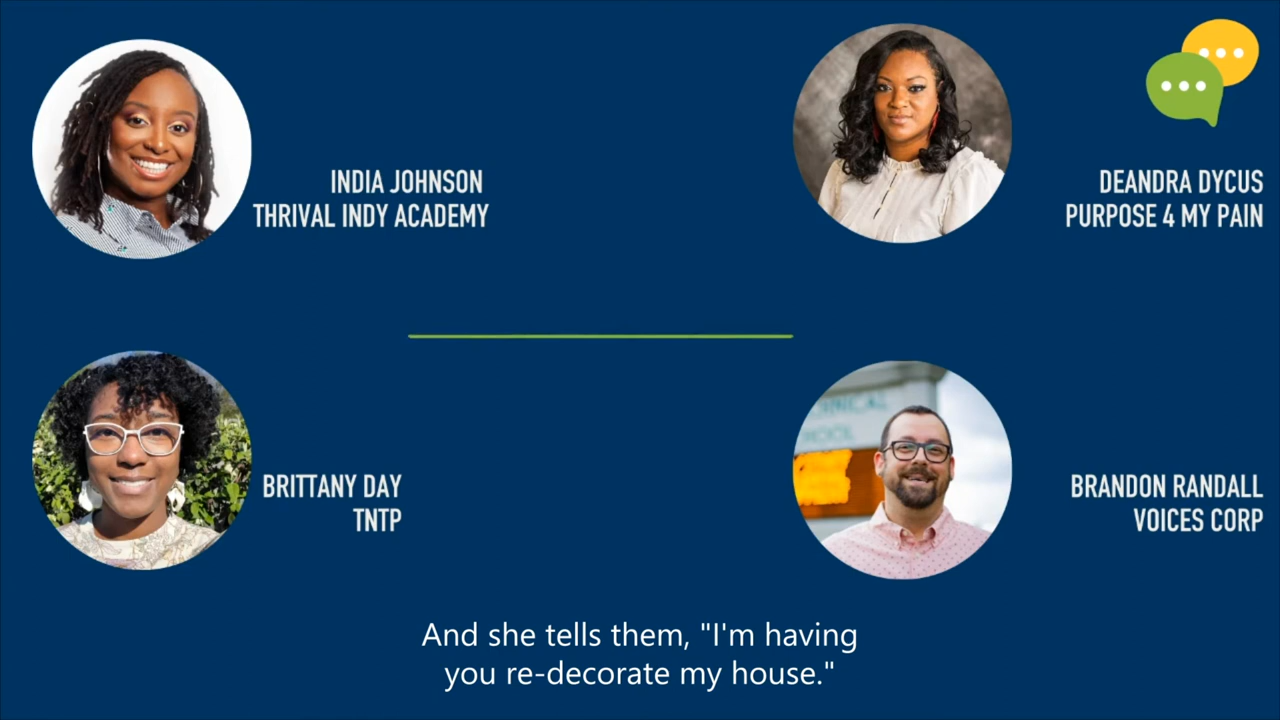 INDIA JOHNSON
THRIVAL INDY ACADEMY
DEANDRA DYCUS
PURPOSE 4 MY PAIN
BRITTANY DAY
TNTP
BRANDON RANDALL
VOICES CORP
And she tells them, "I'm having
you re-decorate my house."